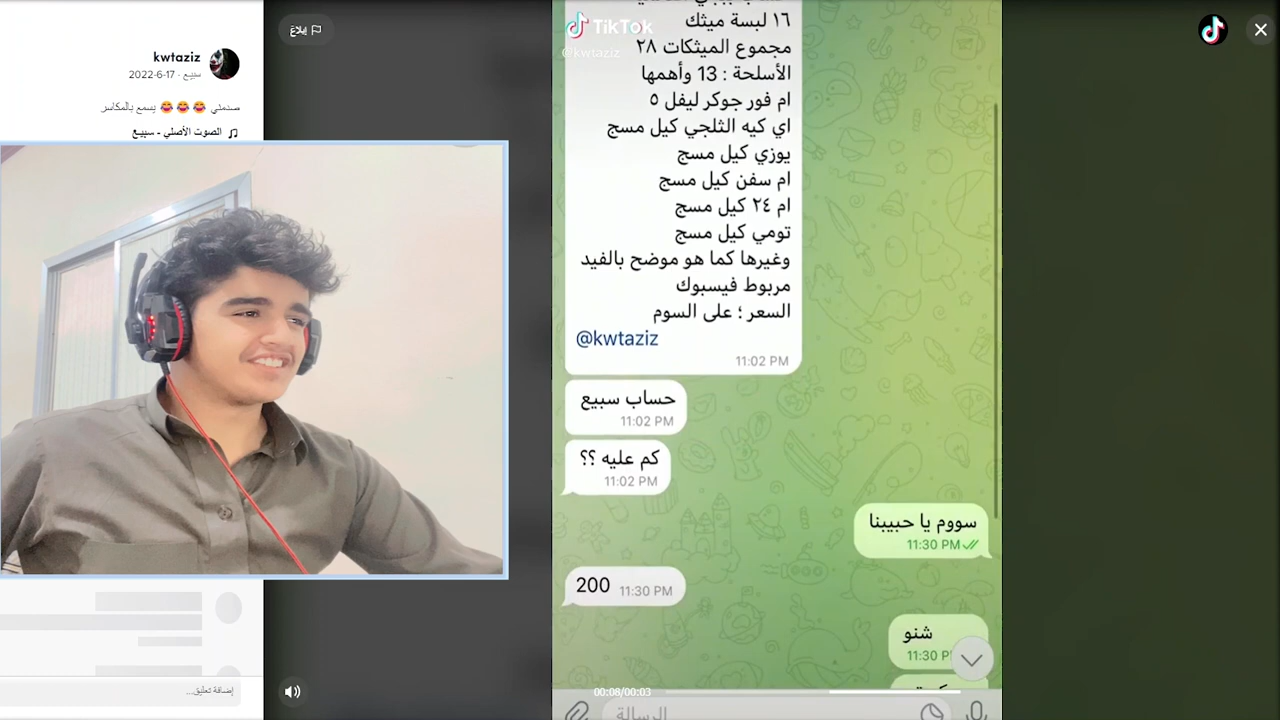 kwtaziz
سبيع · 17-6-2022
صدمني 😂 😂 😂 يسمع بالمكاسر
الصوت الأصلي - سبيع
إضافة تعليق...
إبلاغ
TikTok
@kwtaziz
١٦ لبسة ميثك
مجموع الميثكات ٢٨
الأسلحة : 13 وأهمها
ام فور جوكر ليفل ٥
اي كيه الثلجي كيل مسج
يوزي كيل مسج
ام سفن كيل مسج
ام ٢٤ كيل مسج
تومي كيل مسج
وغيرها كما هو موضح بالفيد
مربوط فيسبوك
السعر ؛ على السوم
@kwtaziz
11:02 PM
حساب سبيع
11:02 PM
كم عليه ؟؟
11:02 PM
سووم يا حبيبنا
11:30 PM
200
11:30 PM
شنو
11:30 P
00:08/00:03
الرسالة